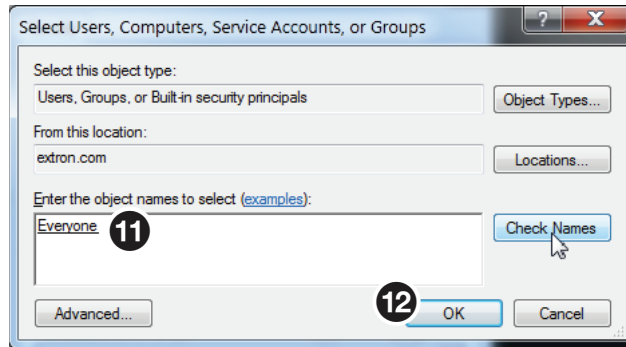 Select Users, Computers, Service Accounts, or Groups
? X
Select this object type:
Users, Groups, or Built-in security principals
Object Types...
From this location:
extron.com
Locations...
Enter the object names to select (examples):
Everyone
11
Check Names
Advanced...
12
OK
Cancel